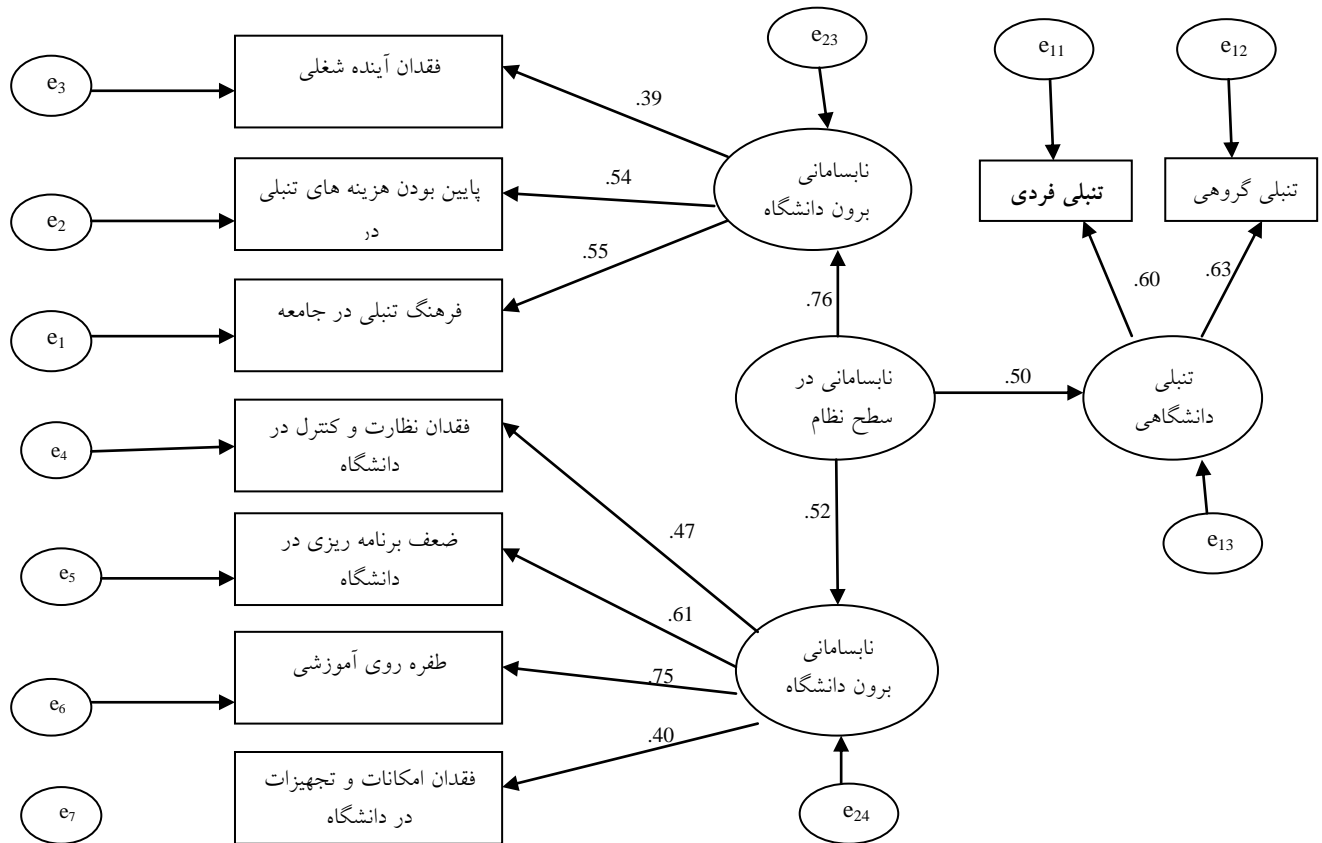 e₃
فقدان آینده شغلی
.39
e₂₃
نابسامانی
برون دانشگاه
e₁₁
e₁₂
تنبلی فردی
تنبلی گروهی
e₂
پایین بودن هزینه های تنبلی
در
.54
e₁
فرهنگ تنبلی در جامعه
.55
.76
.60
.63
نابسامانی در
سطح نظام
.50
تنبلی
دانشگاهی
e₁₃
e₄
فقدان نظارت و کنترل در
دانشگاه
.47
.52
e₅
ضعف برنامه ریزی در
دانشگاه
.61
نابسامانی
برون دانشگاه
e₆
طفره روی آموزشی
.75
e₇
فقدان امکانات و تجهیزات
در دانشگاه
.40
e₂₄